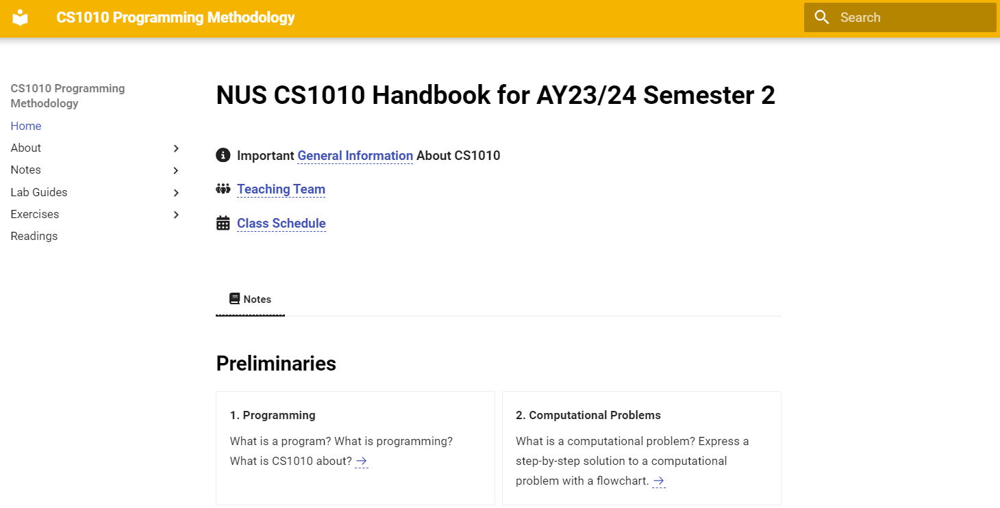 CS1010 Programming Methodology
Search
CS1010 Programming
Methodology
Home
About
Notes
Lab Guides
Exercises
Readings
NUS CS1010 Handbook for AY23/24 Semester 2
Important General Information About CS1010
Teaching Team
Class Schedule
Notes
Preliminaries
1. Programming
What is a program? What is programming?
What is CS1010 about? →
2. Computational Problems
What is a computational problem? Express a
step-by-step solution to a computational
problem with a flowchart. →